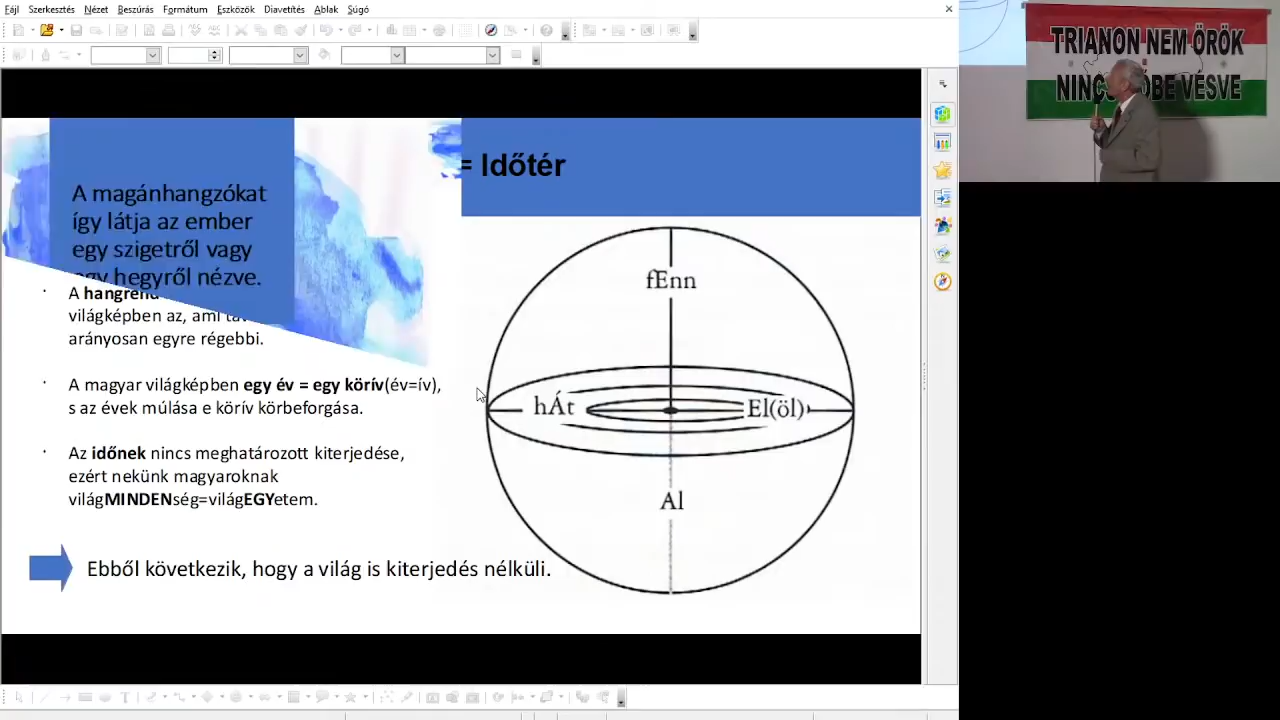 Fájl Szerkesztés Nézet Beszúrás Formátum Eszközök Diavetítés Ablak Súgó
= Időtér
A magánhangzókat
így látja az ember
egy szigetről vagy
egy hegyről nézve.
A hangrend
világképben az, ami
arányosan egyre régebbi.
A magyar világképben egy év = egy körív(év=ív),
s az évek múlása e körív körbeforgása.
Az időnek nincs meghatározott kiterjedése,
ezért nekünk magyaroknak
világMINDENség=világEGYetem.
Ebből következik, hogy a világ is kiterjedés nélküli.
fEnn
hÁt
El(öl)
Al
TRIANON NEM ÖRÖK
NINCS VÉSVE